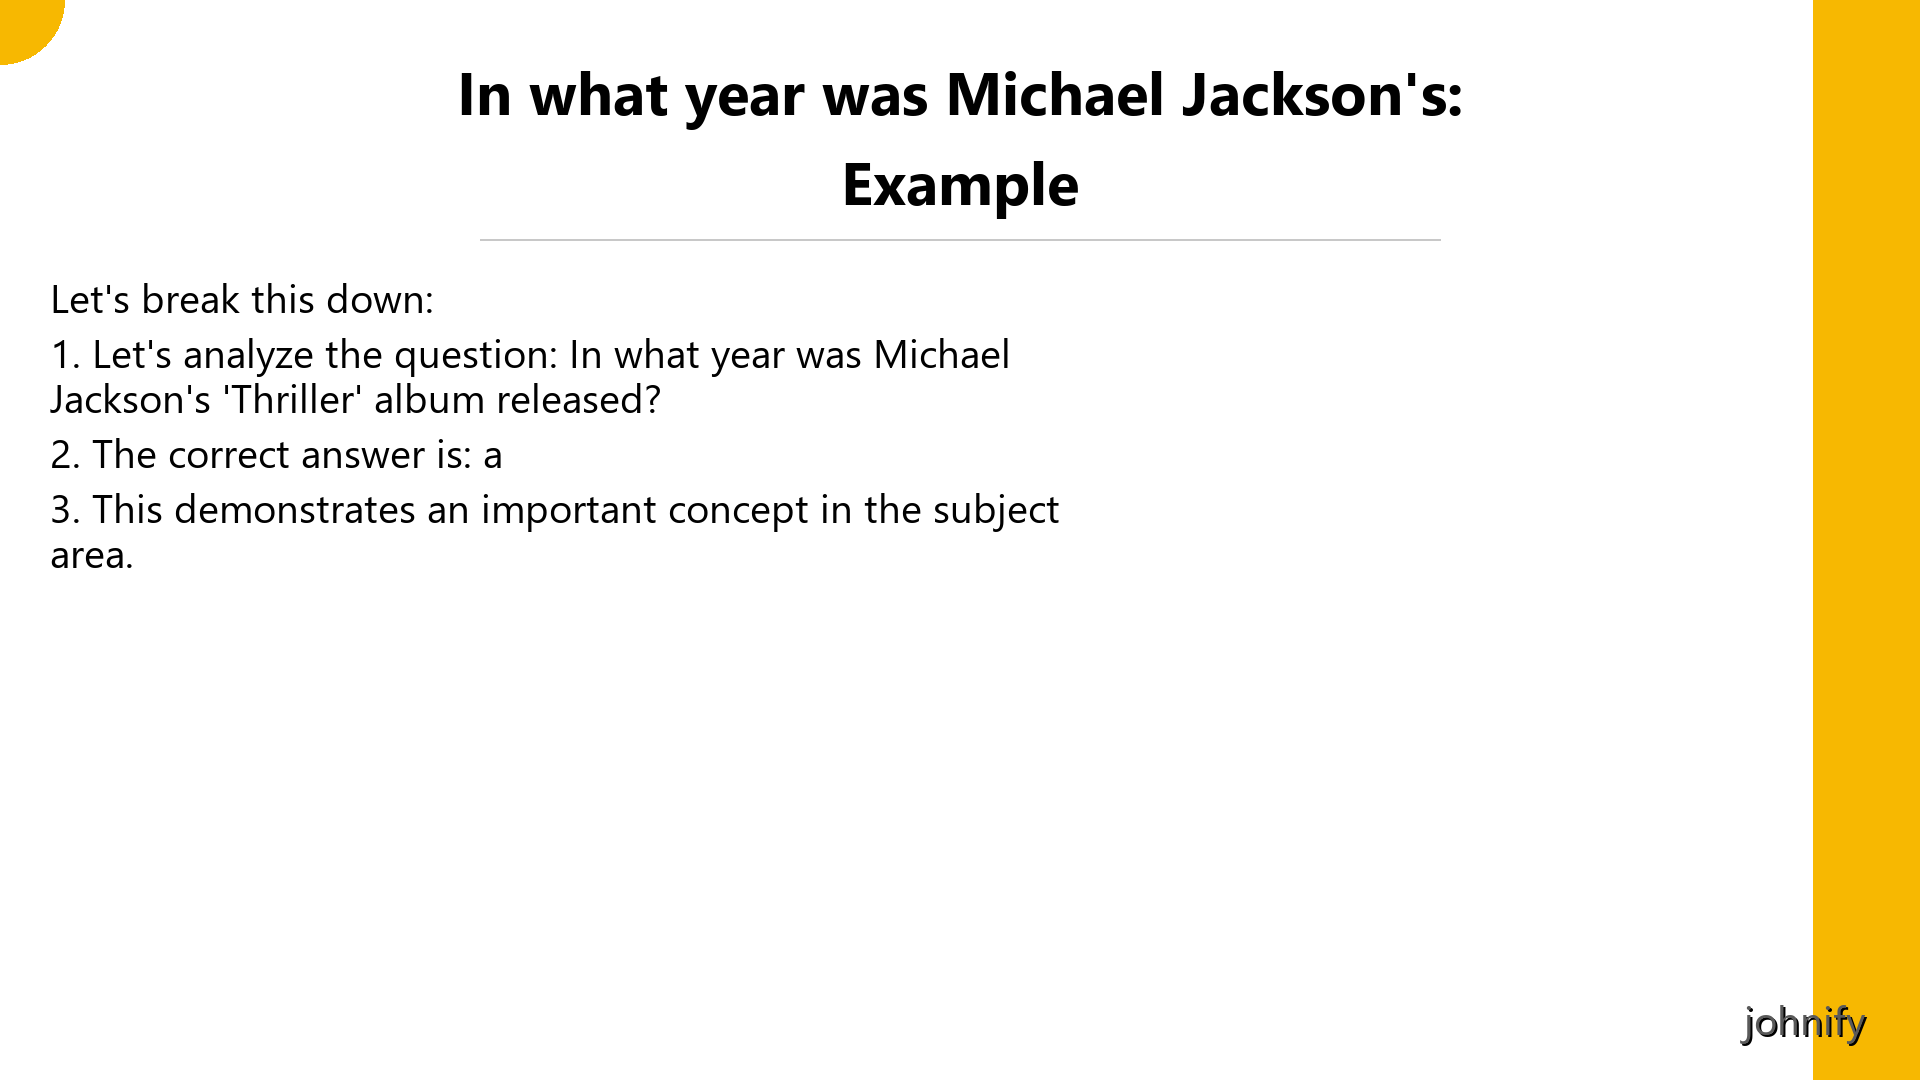 In what year was Michael Jackson's:
Example
Let's break this down:
1. Let's analyze the question: In what year was Michael
Jackson's 'Thriller' album released?
2. The correct answer is: a
3. This demonstrates an important concept in the subject
area.
johnify